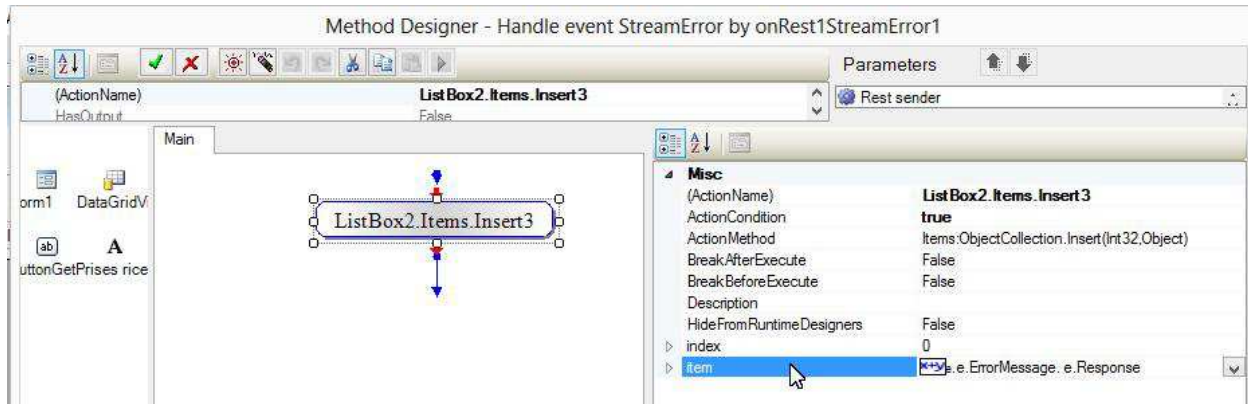 Method Designer - Handle event StreamError by onRest1StreamError1
Parameters
(ActionName) ListBox2.Items.Insert3
HasOutput False
Rest sender
Main
orm1 DataGridVi
ab A
uttonGetPrises rice
ListBox2.Items.Insert3
Misc
(ActionName) ListBox2.Items.Insert3
ActionCondition true
ActionMethod Items:ObjectCollection.Insert(Int32,Object)
BreakAfterExecute False
BreakBeforeExecute False
Description
HideFromRuntimeDesigners False
index 0
item x+y e.ErrorMessage. e.Response